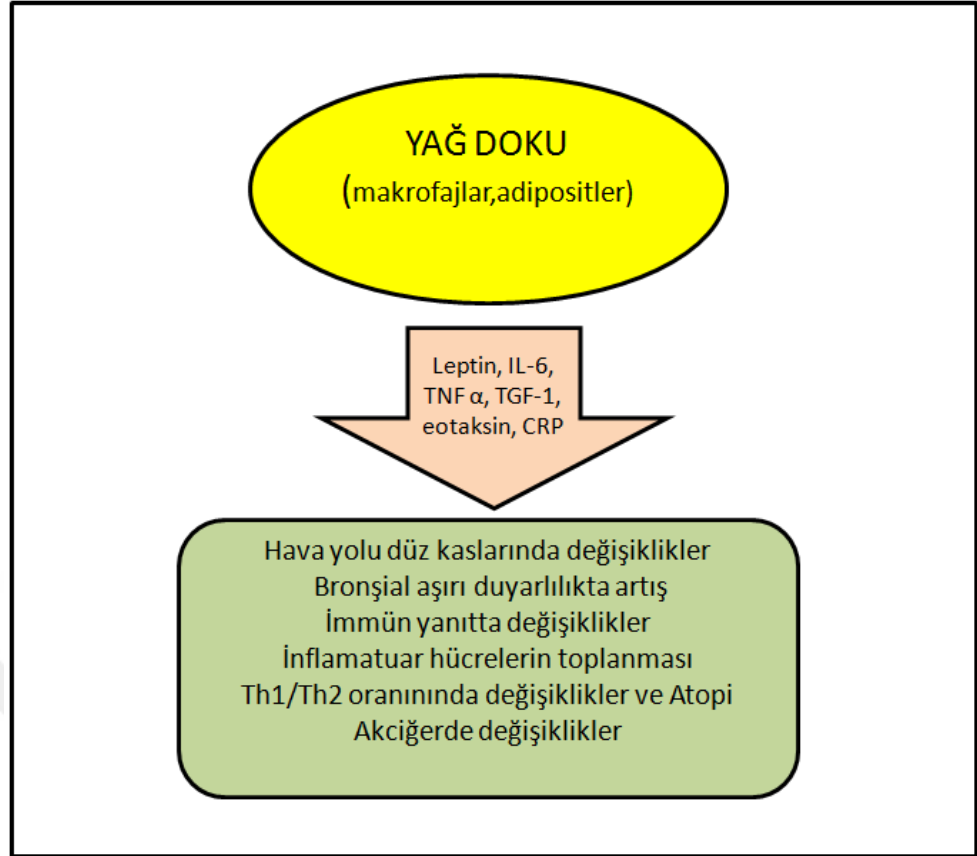 YAĞ DOKU
(makrofajlar,adipositler)
Leptin, IL-6,
TNF α, TGF-1,
eotaksin, CRP
Hava yolu düz kaslarında değişiklikler
Bronşial aşırı duyarlılıkta artış
İmmün yanıtta değişiklikler
İnflamatuar hücrelerin toplanması
Th1/Th2 oranınında değişiklikler ve Atopi
Akciğerde değişiklikler